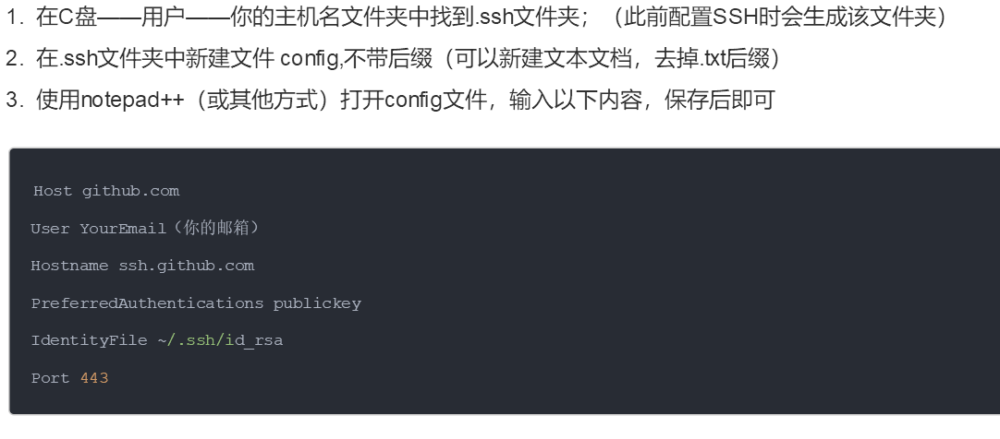 1. 在C盘——用户——你的主机名文件夹中找到.ssh文件夹；（此前配置SSH时会生成该文件夹）
2. 在.ssh文件夹中新建文件 config,不带后缀（可以新建文本文档，去掉.txt后缀）
3. 使用notepad++（或其他方式）打开config文件，输入以下内容，保存后即可
Host github.com
User YourEmail（你的邮箱）
Hostname ssh.github.com
PreferredAuthentications publickey
IdentityFile ~/.ssh/id_rsa
Port 443